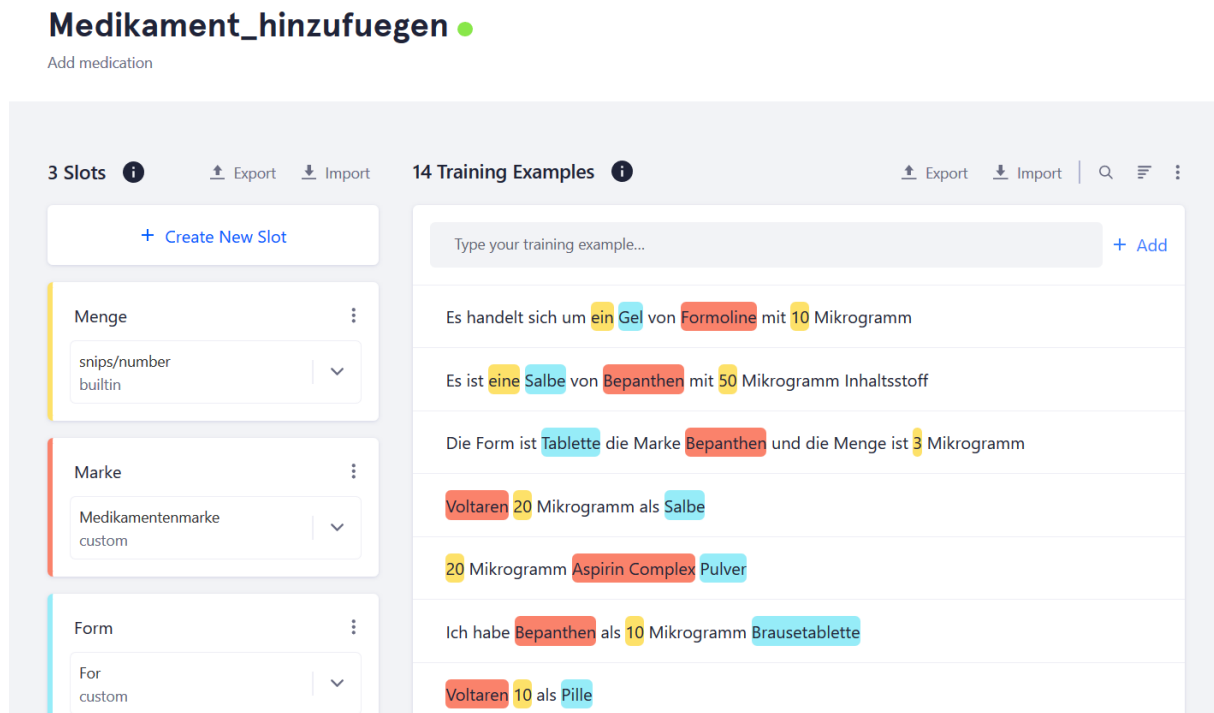 Medikament_hinzufuegen
Add medication
3 Slots
Export
Import
14 Training Examples
Export
Import
+ Create New Slot
Type your training example...
+ Add
Menge
snips/number
builtin
Marke
Medikamentenmarke
custom
Form
For
custom
Es handelt sich um ein Gel von Formoline mit 10 Mikrogramm
Es ist eine Salbe von Bepanthen mit 50 Mikrogramm Inhaltsstoff
Die Form ist Tablette die Marke Bepanthen und die Menge ist 3 Mikrogramm
Voltaren 20 Mikrogramm als Salbe
20 Mikrogramm Aspirin Complex Pulver
Ich habe Bepanthen als 10 Mikrogramm Brausetablette
Voltaren 10 als Pille